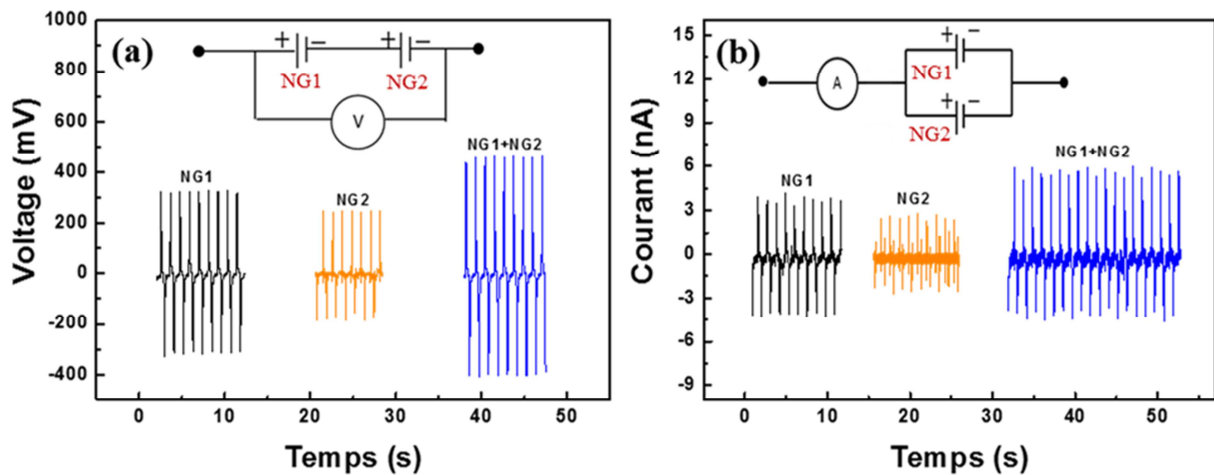 (a)
Voltage (mV)
1000
800
600
400
200
0
-200
-400
+ − + −
NG1 NG2
V
NG1
NG2
NG1+NG2
0 10 20 30 40 50
Temps (s)
(b)
Courant (nA)
15
12
9
6
3
0
-3
-6
-9
A
+ −
NG1
+ −
NG2
NG1
NG2
NG1+NG2
0 10 20 30 40 50
Temps (s)